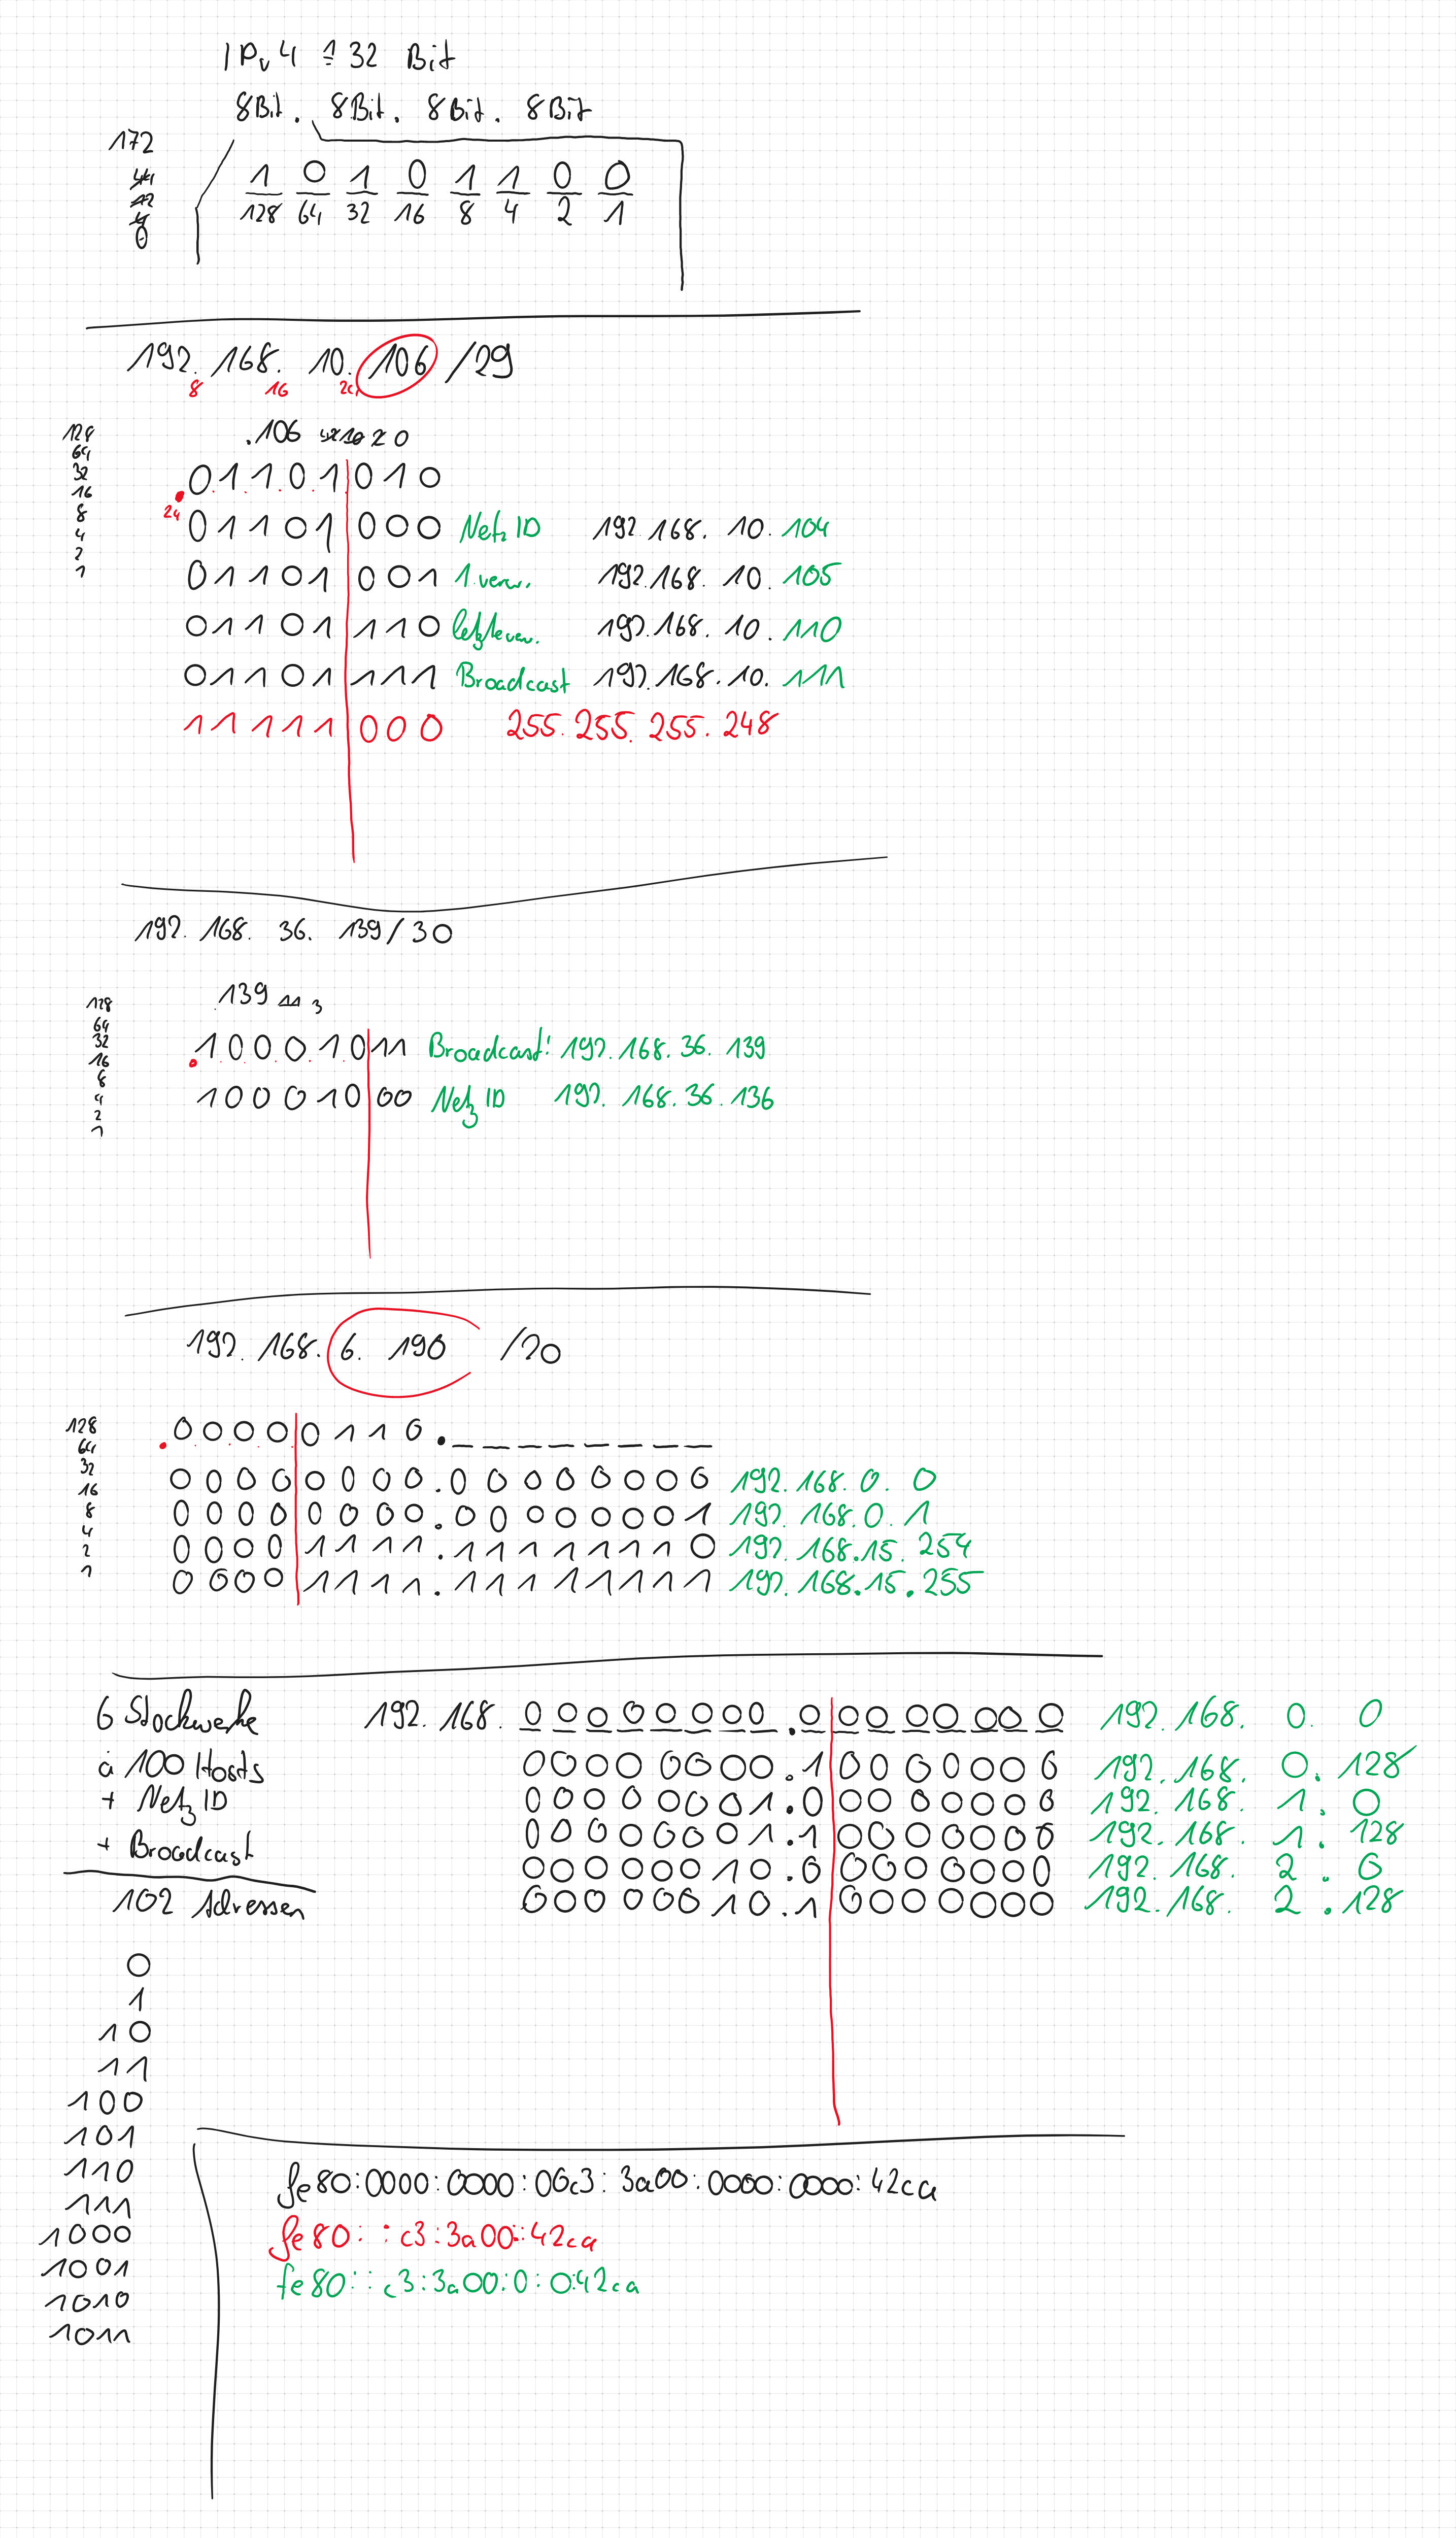 IPv4 ≙ 32 Bit
8Bit. 8Bit. 8Bit. 8Bit
172
44
12
4
0
1 0 1 0 1 1 0 0
128 64 32 16 8 4 2 1
192.168.10.106 /29
8 16 24
.106 42 10 2 0
128
64
32
16
8
4
2
1
.01101 010
24
01101 000 Netz ID 192.168.10.104
01101 001 1. verw. 192.168.10.105
01101 110 letzte verw. 192.168.10.110
01101 111 Broadcast 192.168.10.111
11111 000 255.255.255.248
192.168.36.139/30
.139 11 3
128
64
32
16
8
4
2
1
.100010 11 Broadcast! 192.168.36.139
100010 00 Netz ID 192.168.36.136
192.168.6.190 /20
128
64
32
16
8
4
2
1
.0000 0110._ _ _ _ _ _ _ _
0000 0000.00000000 192.168.0.0
0000 0000.00000001 192.168.0.1
0000 1111.11111110 192.168.15.254
0000 1111.11111111 192.168.15.255
6 Stockwerke
à 100 Hosts
+ Netz ID
+ Broadcast
102 Adressen
192.168. 00000000.0 0000000 192.168.0.0
00000000.1 0000000 192.168.0.128
00000001.0 0000000 192.168.1.0
00000001.1 0000000 192.168.1.128
00000010.0 0000000 192.168.2.0
00000010.1 0000000 192.168.2.128
0
1
10
11
100
101
110
111
1000
1001
1010
1011
fe80:0000:0000:00c3:3a00:0000:0000:42ca
fe80::c3:3a00::42ca
fe80::c3:3a00:0:0:42ca